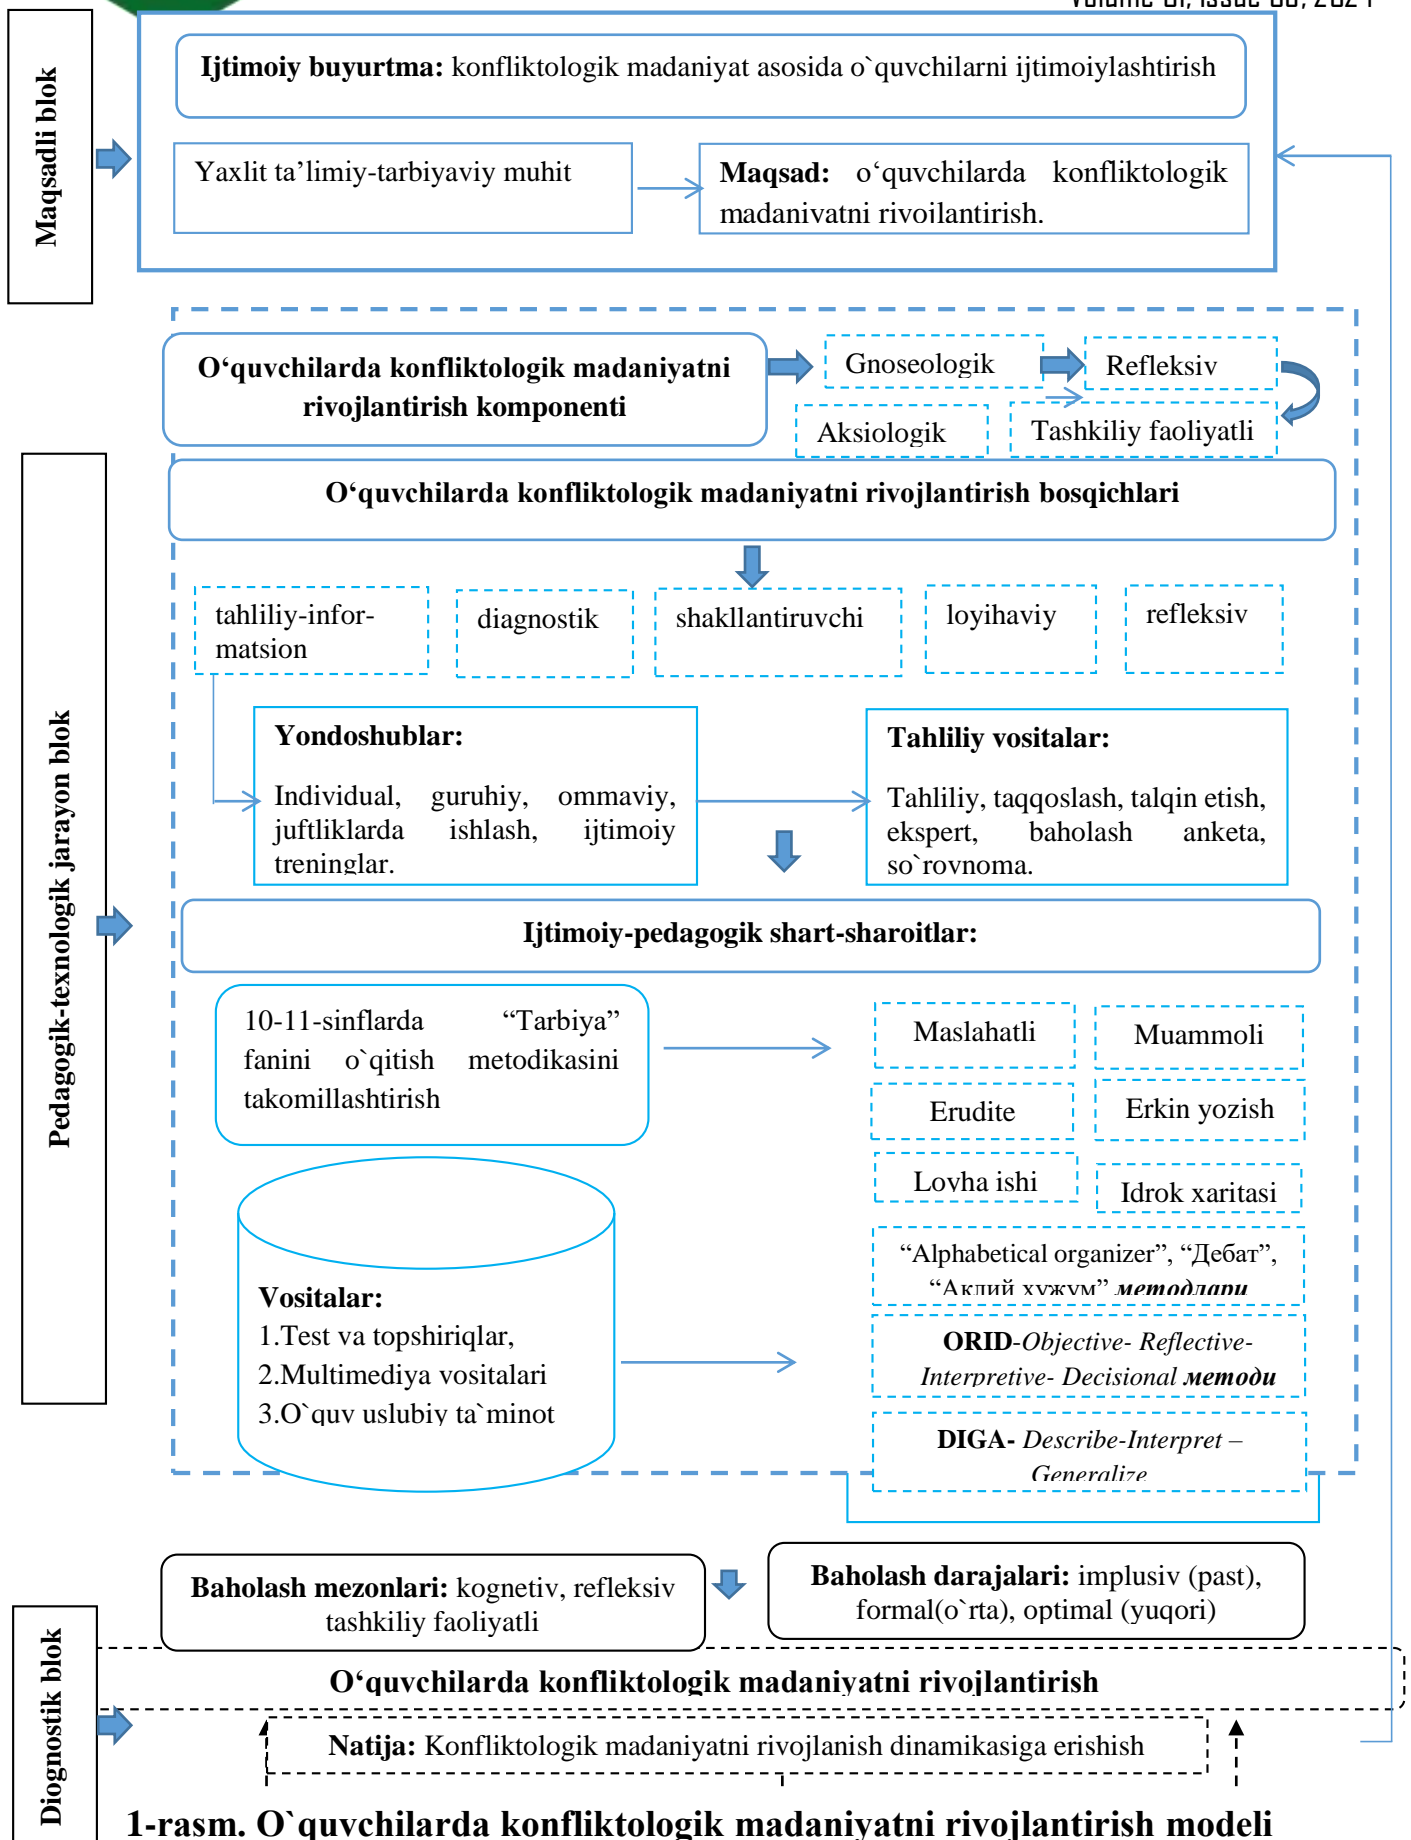 Volume 01, Issue 06, 2024
Maqsadli blok
Ijtimoiy buyurtma: konfliktologik madaniyat asosida o`quvchilarni ijtimoiylashtirish
Yaxlit ta’limiy-tarbiyaviy muhit
Maqsad: o‘quvchilarda konfliktologik
madaniyatni rivojlantirish.
O‘quvchilarda konfliktologik madaniyatni
rivojlantirish komponenti
Gnoseologik
Refleksiv
Aksiologik
Tashkiliy faoliyatli
Pedagogik-texnologik jarayon blok
O‘quvchilarda konfliktologik madaniyatni rivojlantirish bosqichlari
tahliliy-infor-
matsion
diagnostik
shakllantiruvchi
loyihaviy
refleksiv
Yondoshublar:
Individual, guruhiy, ommaviy,
juftliklarda ishlash, ijtimoiy
treninglar.
Tahliliy vositalar:
Tahliliy, taqqoslash, talqin etish,
ekspert, baholash anketa,
so`rovnoma.
Ijtimoiy-pedagogik shart-sharoitlar:
10-11-sinflarda “Tarbiya”
fanini o`qitish metodikasini
takomillashtirish
Maslahatli
Muammoli
Erudite
Erkin yozish
Lovha ishi
Idrok xaritasi
Vositalar:
1.Test va topshiriqlar,
2.Multimediya vositalari
3.O`quv uslubiy ta`minot
“Alphabetical organizer”, “Дебат”,
“Аклий хужум” методлари
ORID-Objective- Reflective-
Interpretive- Decisional методи
DIGA- Describe-Interpret –
Generalize
Baholash mezonlari: kognetiv, refleksiv
tashkiliy faoliyatli
Baholash darajalari: implusiv (past),
formal(o`rta), optimal (yuqori)
Diognostik blok
O‘quvchilarda konfliktologik madaniyatni rivojlantirish
Natija: Konfliktologik madaniyatni rivojlanish dinamikasiga erishish
1-rasm. O`quvchilarda konfliktologik madaniyatni rivojlantirish modeli